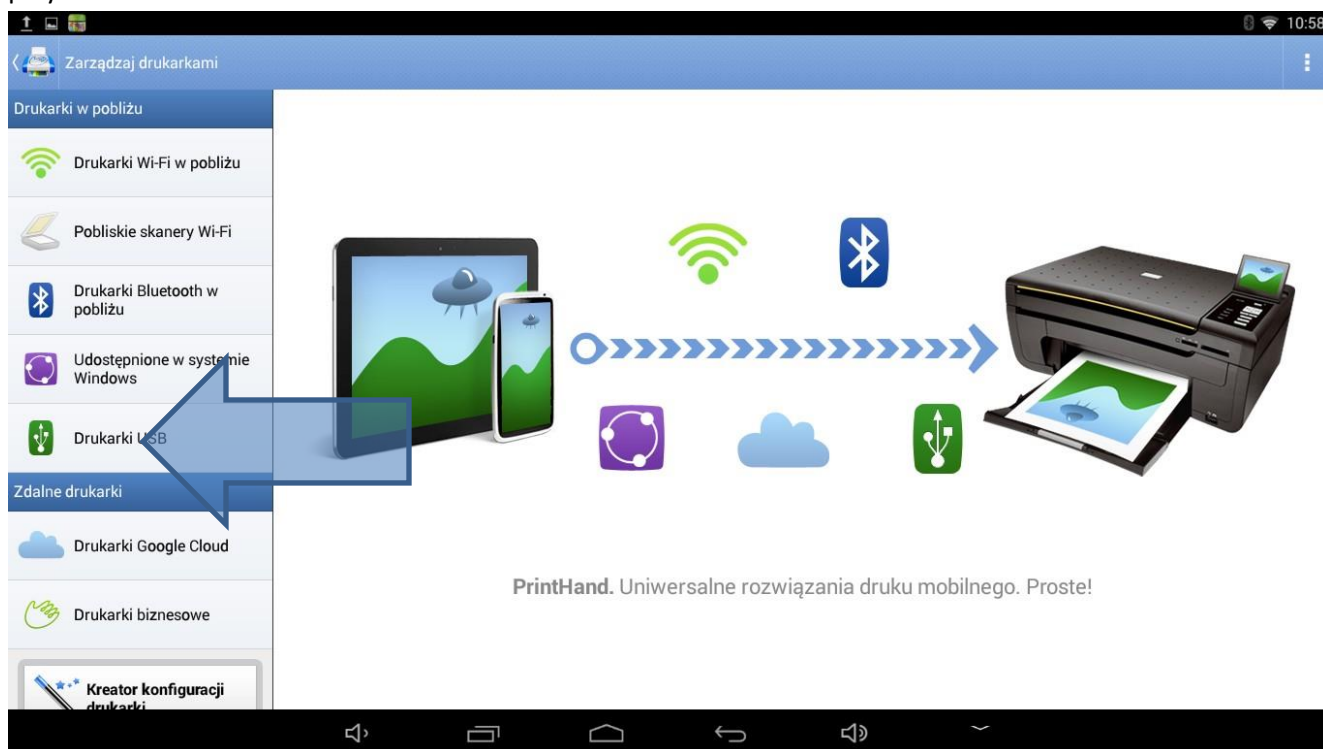 10:58
Zarządzaj drukarkami
Drukarki w pobliżu
Drukarki Wi-Fi w pobliżu
Pobliskie skanery Wi-Fi
Drukarki Bluetooth w
pobliżu
Udostępnione w systemie
Windows
Drukarki USB
Zdalne drukarki
Drukarki Google Cloud
Drukarki biznesowe
Kreator konfiguracji
drukarki
PrintHand. Uniwersalne rozwiązania druku mobilnego. Proste!